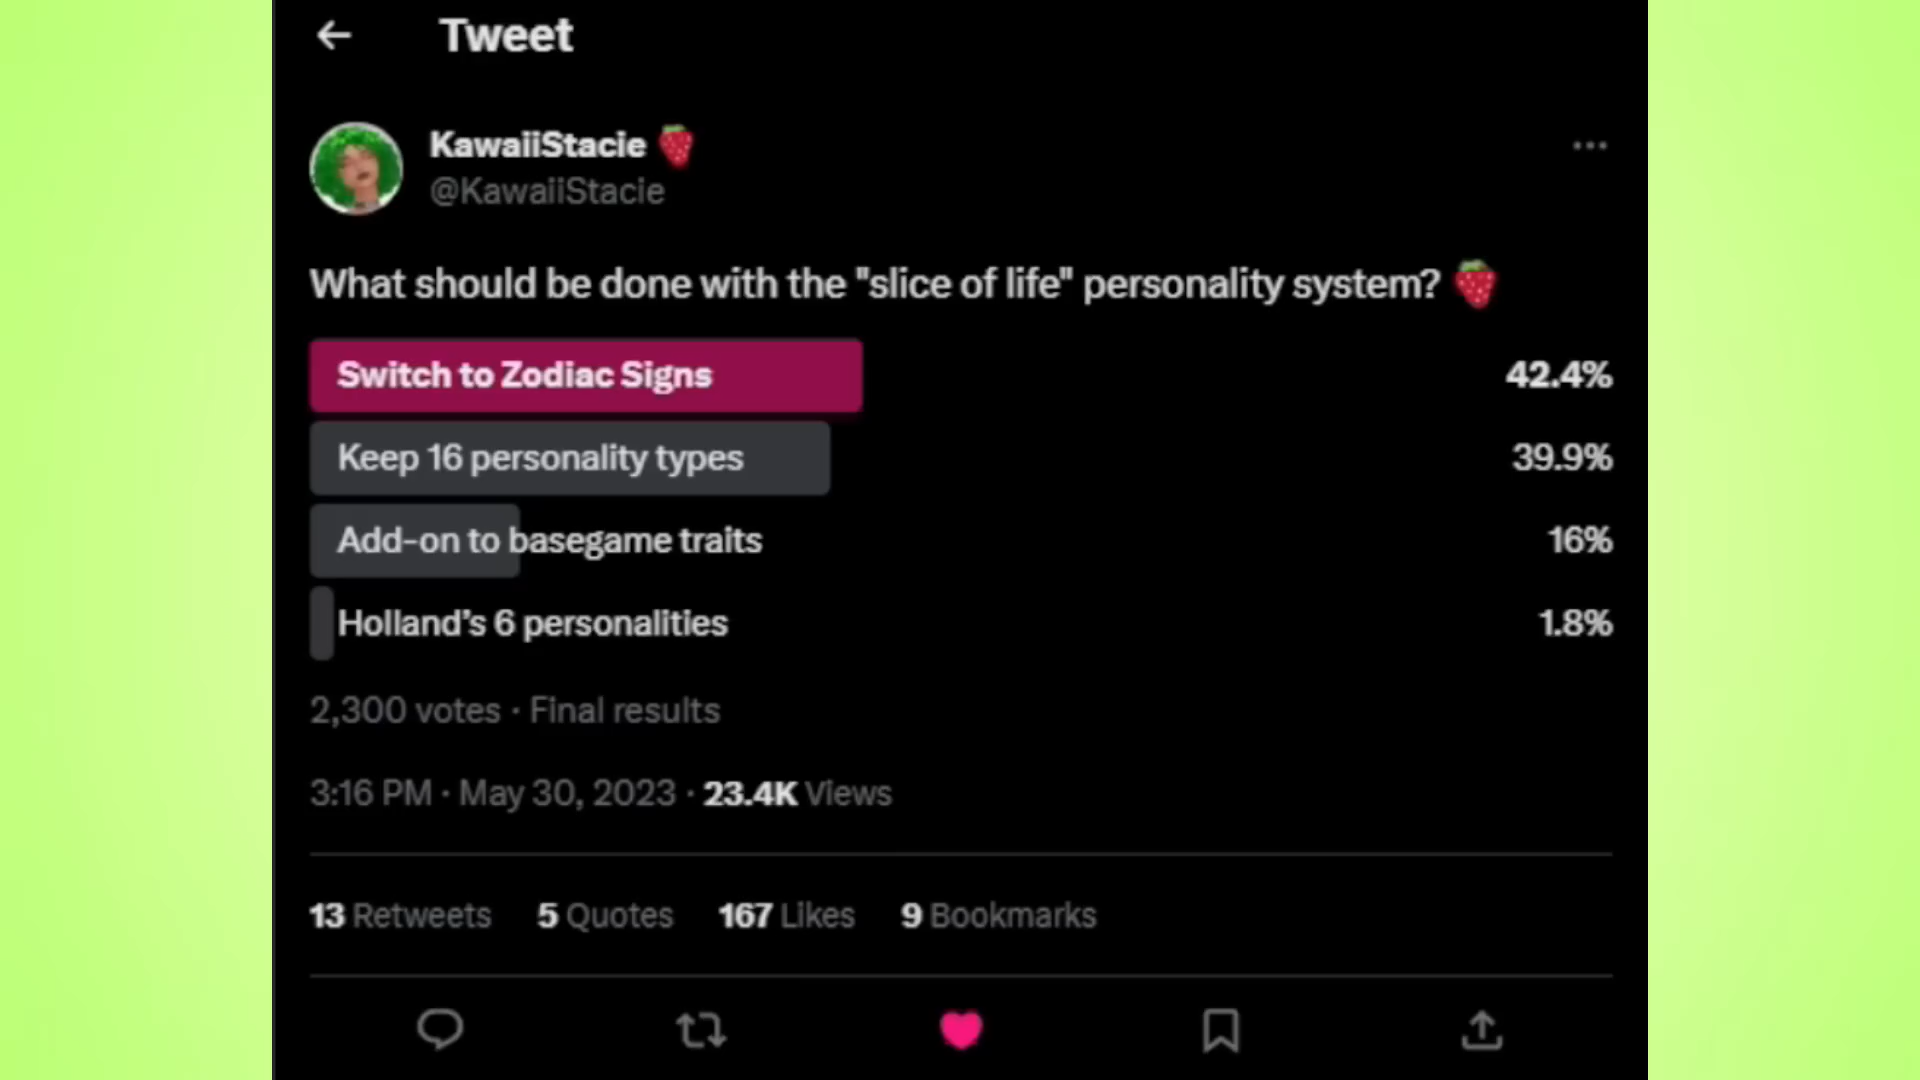 Tweet
KawaiiStacie 🍓
@KawaiiStacie
What should be done with the "slice of life" personality system? 🍓
Switch to Zodiac Signs 42.4%
Keep 16 personality types 39.9%
Add-on to basegame traits 16%
Holland's 6 personalities 1.8%
2,300 votes · Final results
3:16 PM · May 30, 2023 · 23.4K Views
13 Retweets 5 Quotes 167 Likes 9 Bookmarks